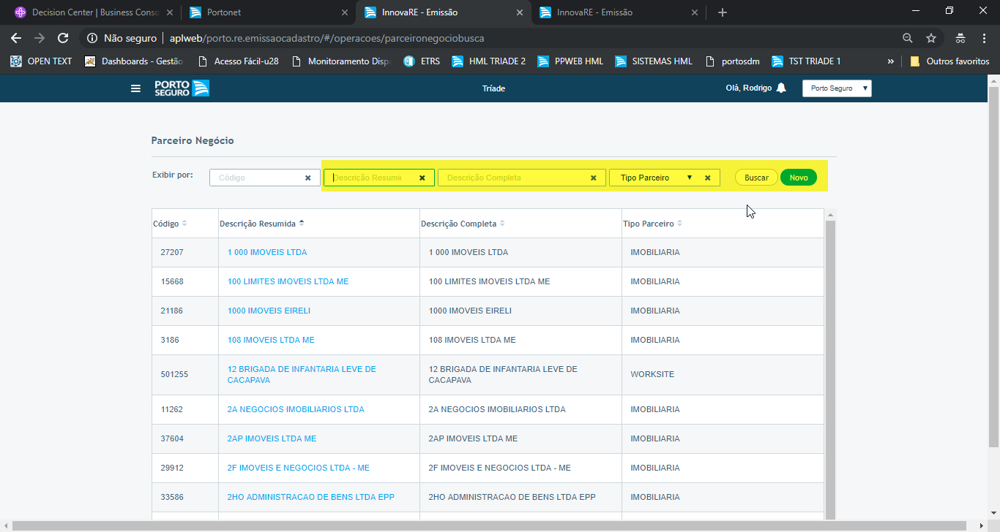 Decision Center | Business Conso
Portonet
InnovaRE - Emissão
InnovaRE - Emissão
Não seguro | aplweb/porto.re.emissaocadastro/#/operacoes/parceironegociobusca
OPEN TEXT
Dashboards - Gestão
Acesso Fácil-u28
Monitoramento Dispo
ETRS
HML TRIADE 2
PPWEB HML
SISTEMAS HML
portosdm
TST TRIADE 1
»
Outros favoritos
PORTO
SEGURO
Tríade
Olá, Rodrigo
Porto Seguro
Parceiro Negócio
Exibir por:
Código
Descrição Resumid
Descrição Completa
Tipo Parceiro
Buscar
Novo
Código Descrição Resumida Descrição Completa Tipo Parceiro
27207 1 000 IMOVEIS LTDA 1 000 IMOVEIS LTDA IMOBILIARIA
15668 100 LIMITES IMOVEIS LTDA ME 100 LIMITES IMOVEIS LTDA ME IMOBILIARIA
21186 1000 IMOVEIS EIRELI 1000 IMOVEIS EIRELI IMOBILIARIA
3186 108 IMOVEIS LTDA ME 108 IMOVEIS LTDA ME IMOBILIARIA
501255 12 BRIGADA DE INFANTARIA LEVE DE
CACAPAVA 12 BRIGADA DE INFANTARIA LEVE DE
CACAPAVA WORKSITE
11262 2A NEGOCIOS IMOBILIARIOS LTDA 2A NEGOCIOS IMOBILIARIOS LTDA IMOBILIARIA
37604 2AP IMOVEIS LTDA ME 2AP IMOVEIS LTDA ME IMOBILIARIA
29912 2F IMOVEIS E NEGOCIOS LTDA - ME 2F IMOVEIS E NEGOCIOS LTDA - ME IMOBILIARIA
33586 2HO ADMINISTRACAO DE BENS LTDA EPP 2HO ADMINISTRACAO DE BENS LTDA EPP IMOBILIARIA